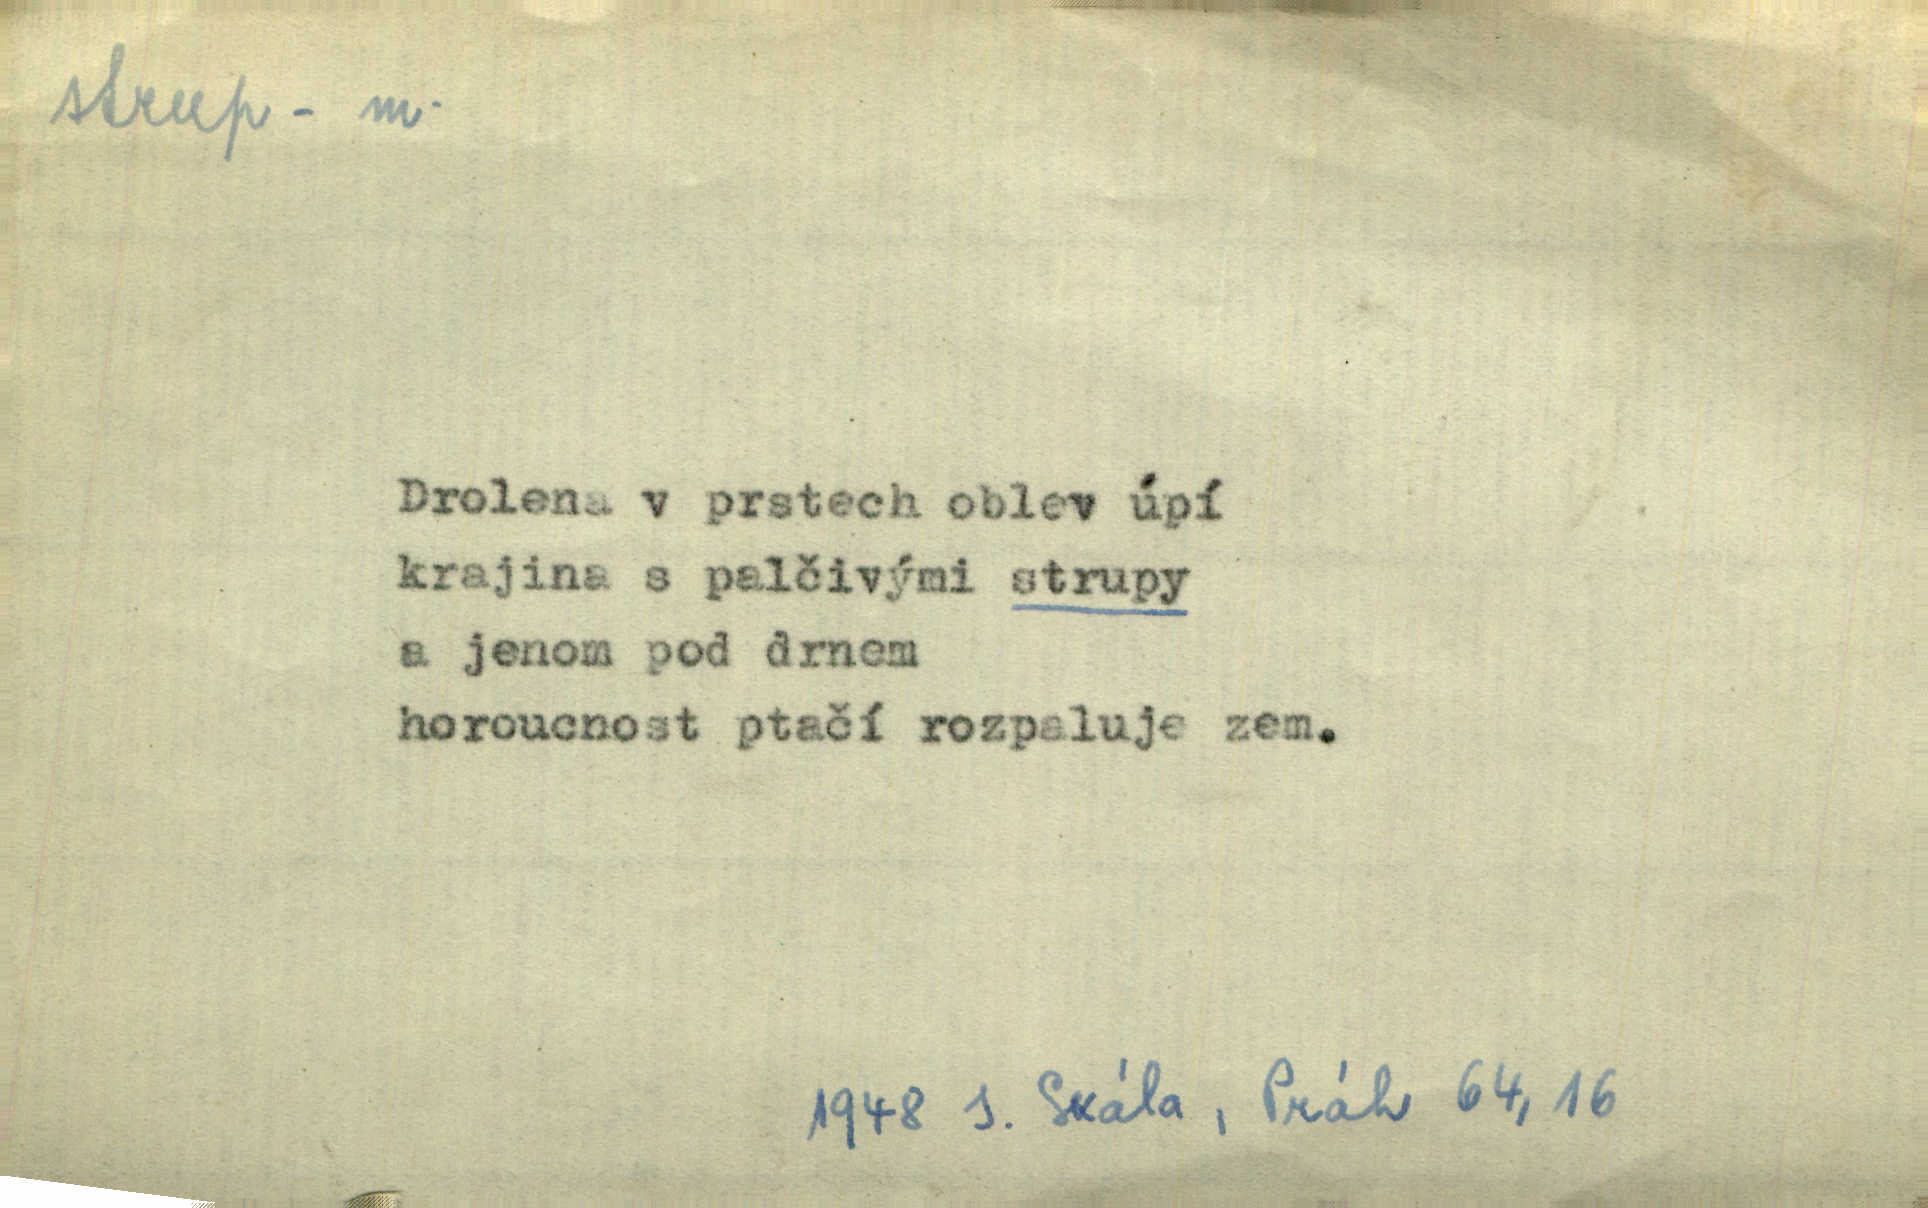 strup - m.
Drolena v prstech oblev úpí
krajina s palčivými strupy
a jenom pod drnem
horoucnost ptačí rozpaluje zem.
1948 I. Skála, Práh 64, 16